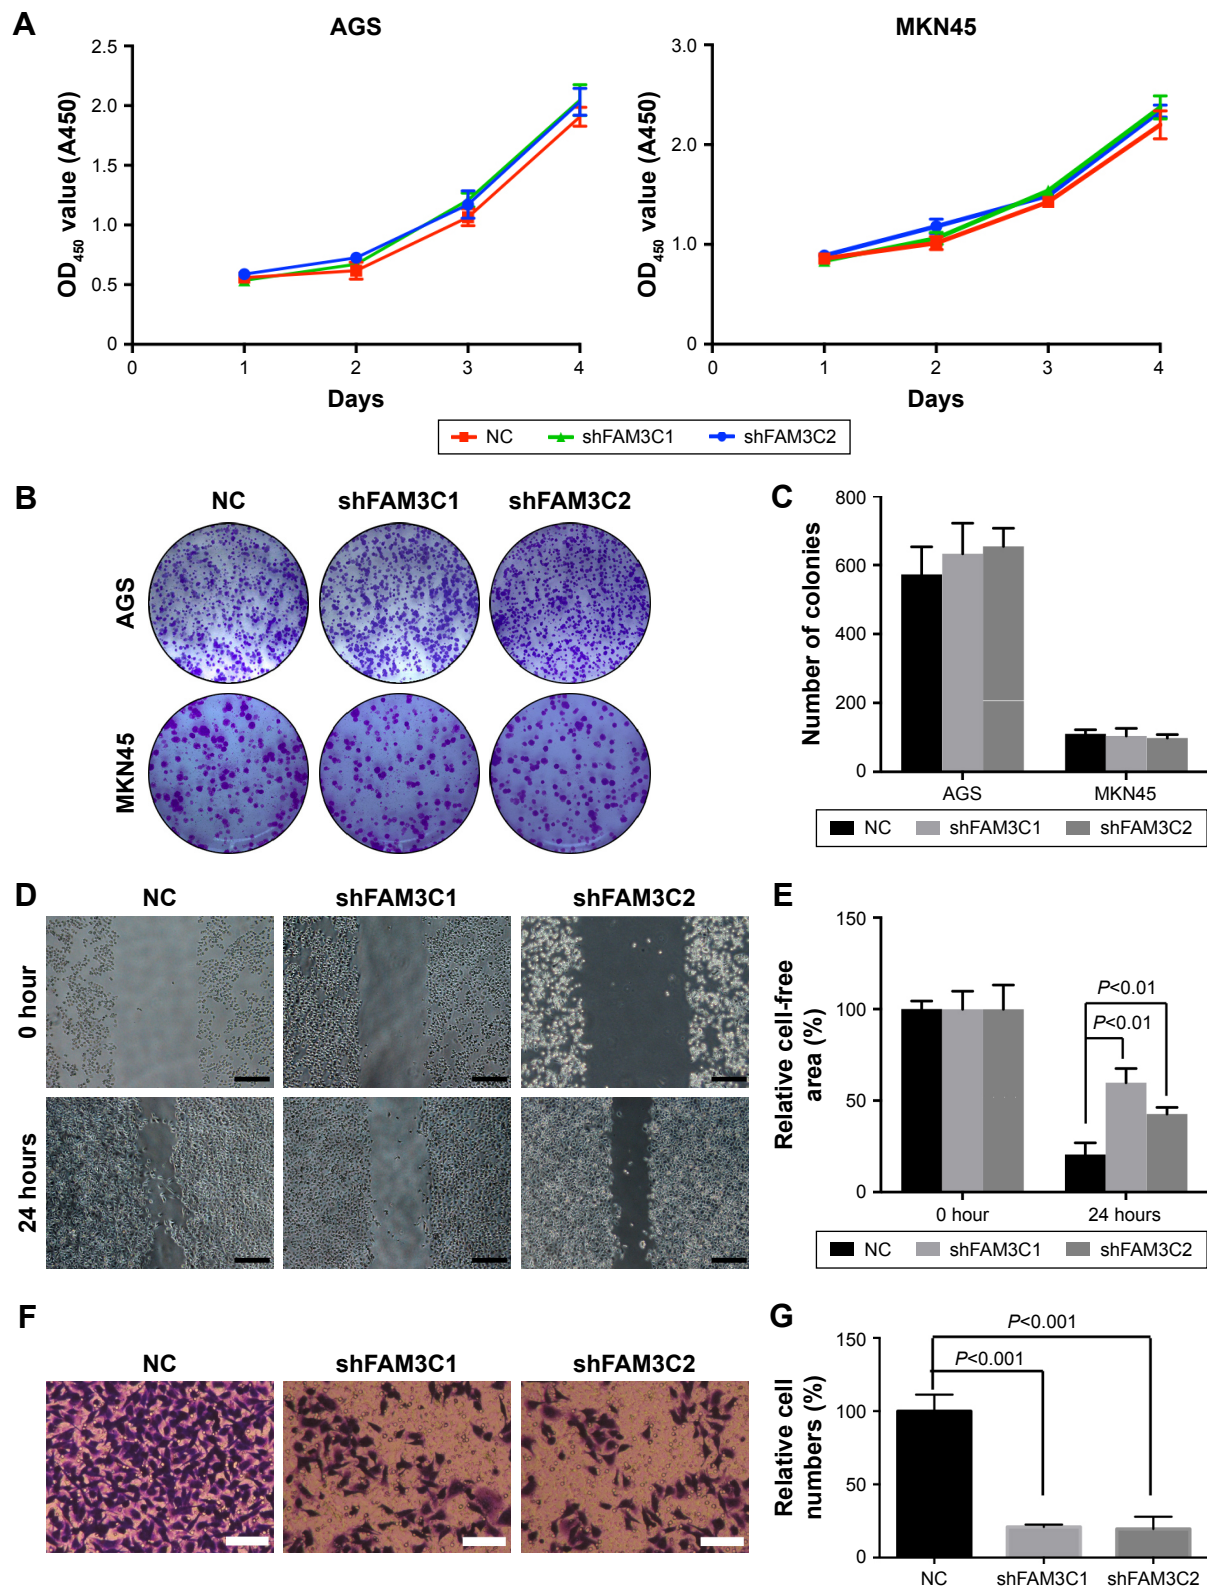 A
AGS
MKN45
OD450 value (A450)
2.5
2.0
1.5
1.0
0.5
0
0
1
2
3
4
Days
OD450 value (A450)
3.0
2.0
1.0
0
0
1
2
3
4
Days
NC shFAM3C1 shFAM3C2
B
NC shFAM3C1 shFAM3C2
AGS
MKN45
C
Number of colonies
800
600
400
200
0
AGS MKN45
NC shFAM3C1 shFAM3C2
D
NC shFAM3C1 shFAM3C2
0 hour
24 hours
E
Relative cell-free
area (%)
150
100
50
0
P<0.01
P<0.01
0 hour 24 hours
NC shFAM3C1 shFAM3C2
F
NC shFAM3C1 shFAM3C2
G
Relative cell
numbers (%)
150
100
50
0
P<0.001
P<0.001
NC shFAM3C1 shFAM3C2